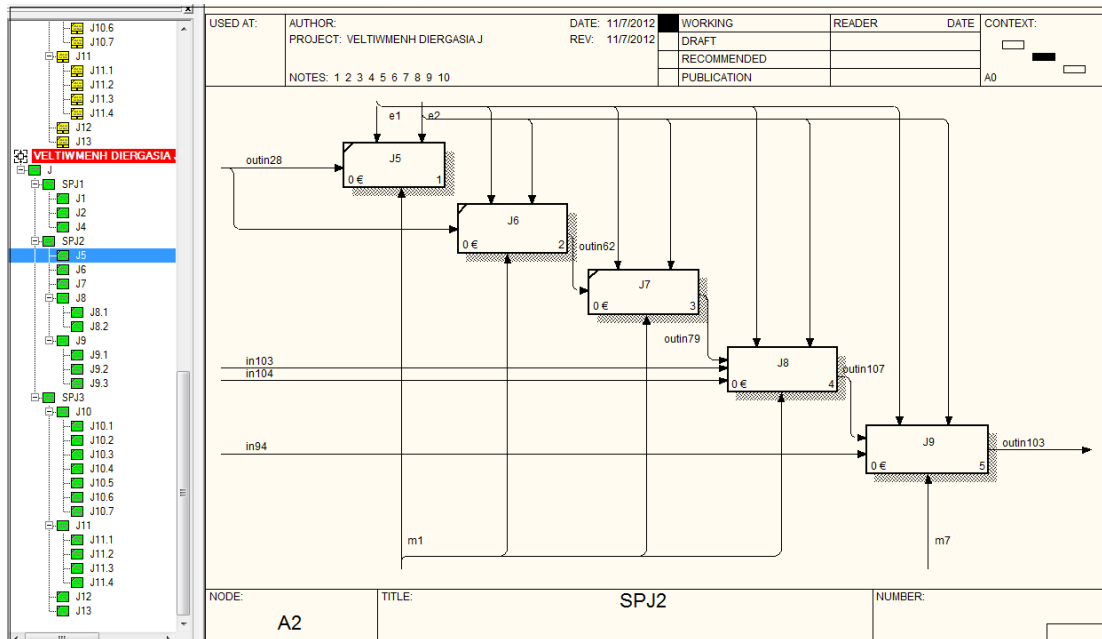 J10.6
J10.7
J11
J11.1
J11.2
J11.3
J11.4
J12
J13
VELTIWMENH DIERGASIA J
J
SPJ1
J1
J2
J4
SPJ2
J5
J6
J7
J8
J8.1
J8.2
J9
J9.1
J9.2
J9.3
SPJ3
J10
J10.1
J10.2
J10.3
J10.4
J10.5
J10.6
J10.7
J11
J11.1
J11.2
J11.3
J11.4
J12
J13
USED AT:
AUTHOR:
DATE: 11/7/2012
PROJECT: VELTIWMENH DIERGASIA J
REV: 11/7/2012
NOTES: 1 2 3 4 5 6 7 8 9 10
WORKING
DRAFT
RECOMMENDED
PUBLICATION
READER
DATE
CONTEXT:
A0
e1
e2
J5
0 €
1
outin28
J6
0 €
2
outin62
J7
0 €
3
outin79
in103
in104
J8
0 €
4
outin107
in94
J9
0 €
5
outin103
m1
m7
NODE:
A2
TITLE:
SPJ2
NUMBER: